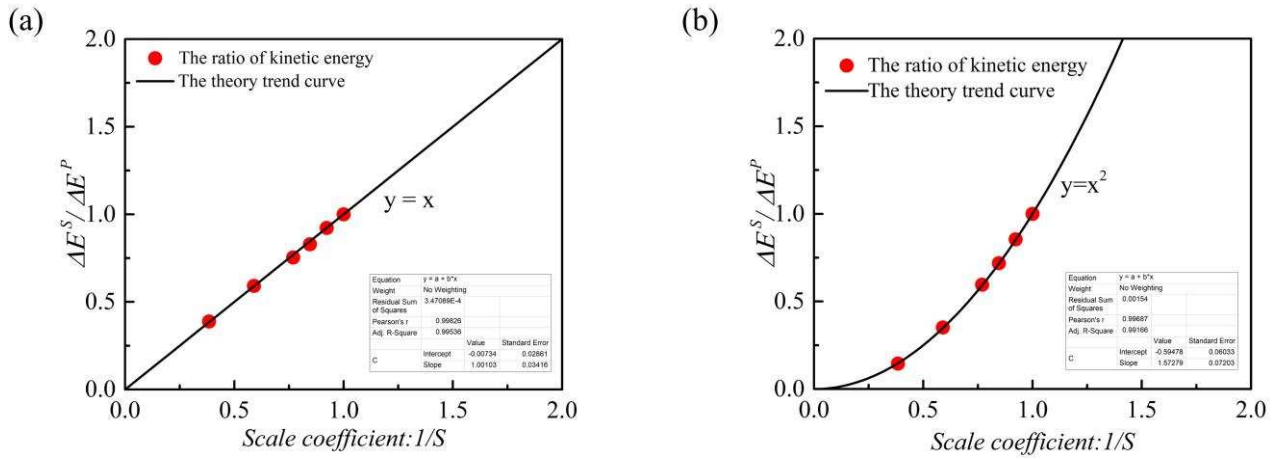 (a)
2.0
The ratio of kinetic energy
The theory trend curve
1.5
ΔE^S / ΔE^P
1.0
y = x
0.5
Equation y = a + b*x
Weight No Weighting
Residual Sum of Squares 3.47089E-4
Pearson's r 0.99826
Adj. R-Square 0.99536
Value Standard Error
C Intercept -0.00734 0.02861
Slope 1.00103 0.03416
0.0
0.0 0.5 1.0 1.5 2.0
Scale coefficient:1/S
(b)
2.0
The ratio of kinetic energy
The theory trend curve
1.5
ΔE^S / ΔE^P
1.0
y=x²
0.5
Equation y = a + b*x
Weight No Weighting
Residual Sum of Squares 0.00154
Pearson's r 0.99687
Adj. R-Square 0.99166
Value Standard Error
C Intercept -0.59478 0.06033
Slope 1.57279 0.07203
0.0
0.0 0.5 1.0 1.5 2.0
Scale coefficient:1/S